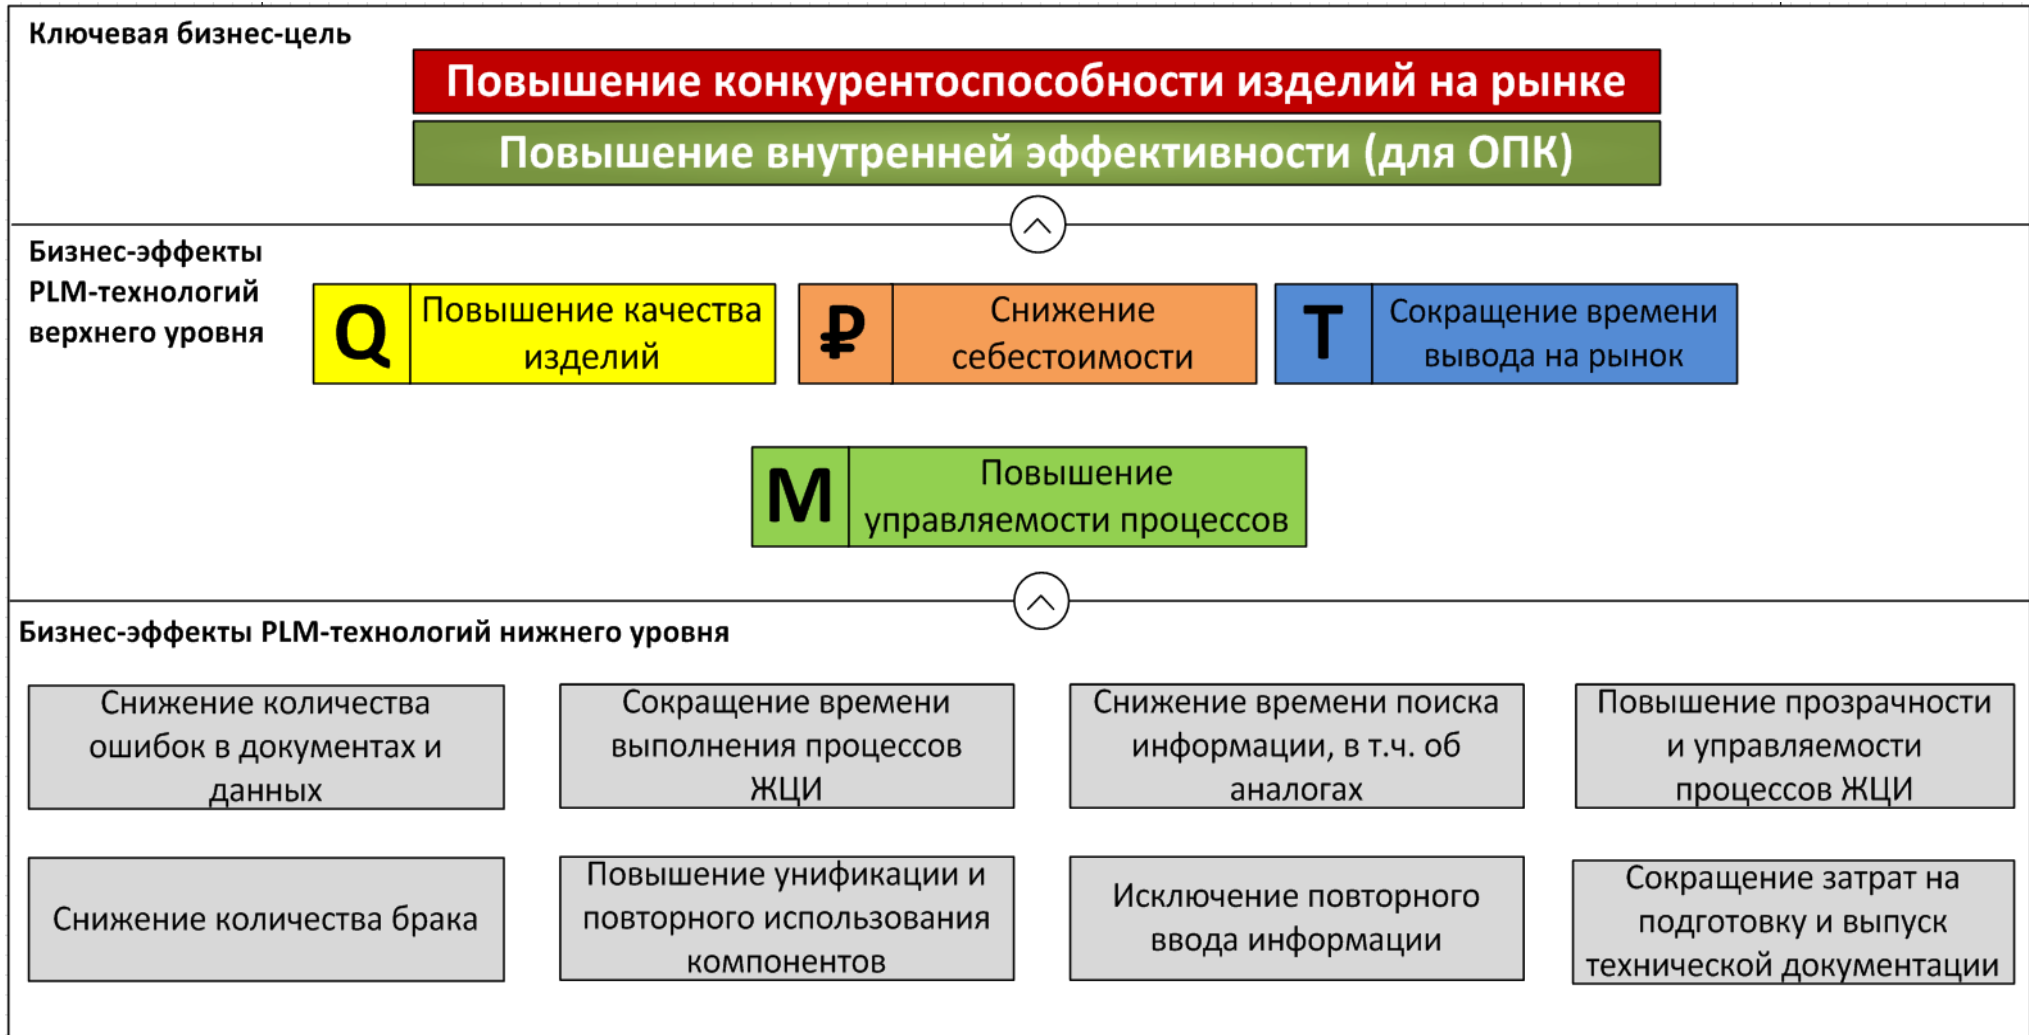 Ключевая бизнес-цель
Повышение конкурентоспособности изделий на рынке
Повышение внутренней эффективности (для ОПК)
Бизнес-эффекты
PLM-технологий
верхнего уровня
Q
Повышение качества
изделий
₽
Снижение
себестоимости
T
Сокращение времени
вывода на рынок
M
Повышение
управляемости процессов
Бизнес-эффекты PLM-технологий нижнего уровня
Снижение количества
ошибок в документах и
данных
Сокращение времени
выполнения процессов
ЖЦИ
Снижение времени поиска
информации, в т.ч. об
аналогах
Повышение прозрачности
и управляемости
процессов ЖЦИ
Снижение количества брака
Повышение унификации и
повторного использования
компонентов
Исключение повторного
ввода информации
Сокращение затрат на
подготовку и выпуск
технической документации